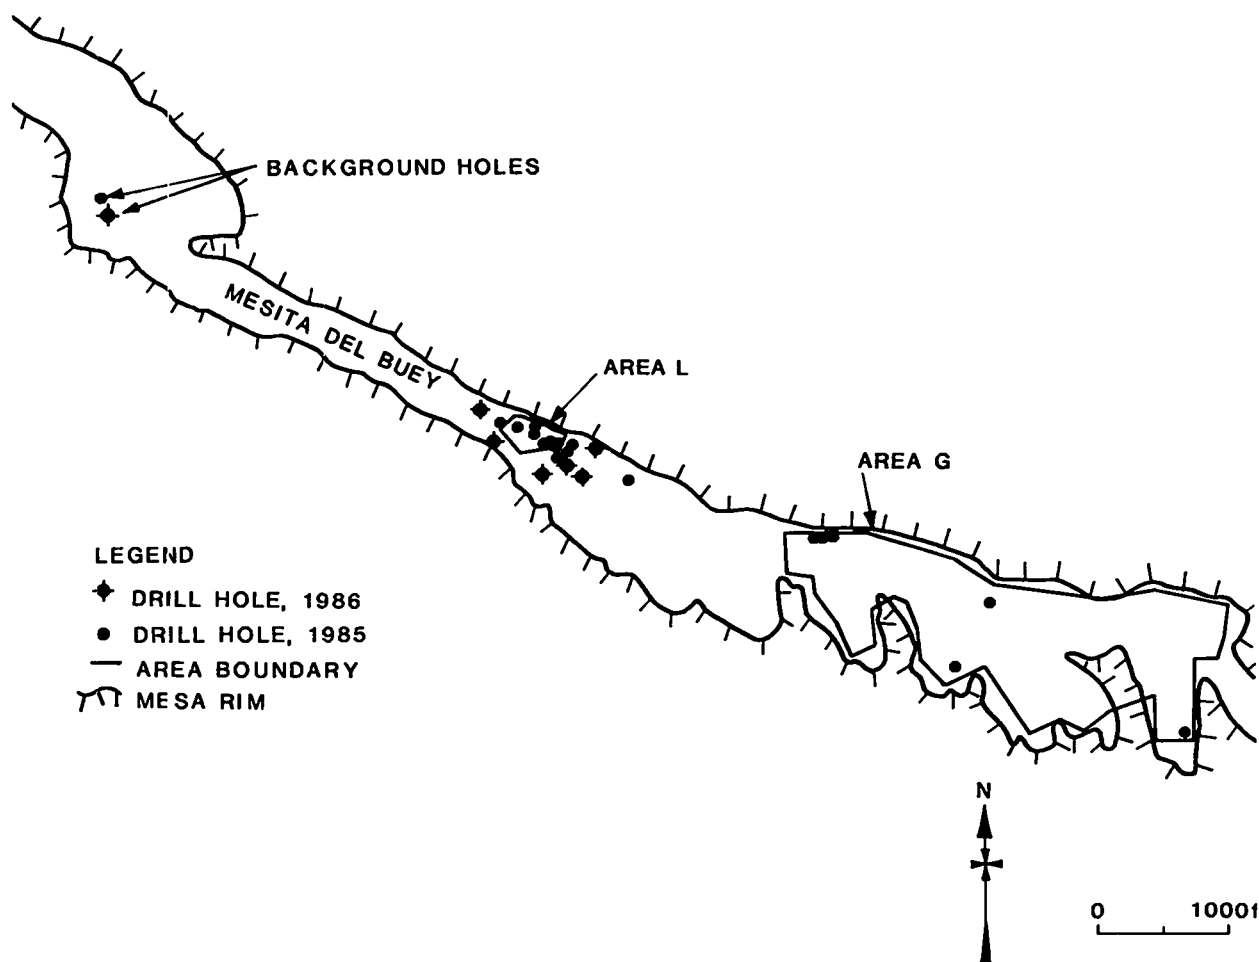 BACKGROUND HOLES
MESITA DEL BUEY
AREA L
AREA G
LEGEND
DRILL HOLE, 1986
DRILL HOLE, 1985
AREA BOUNDARY
MESA RIM
N
0 1000f